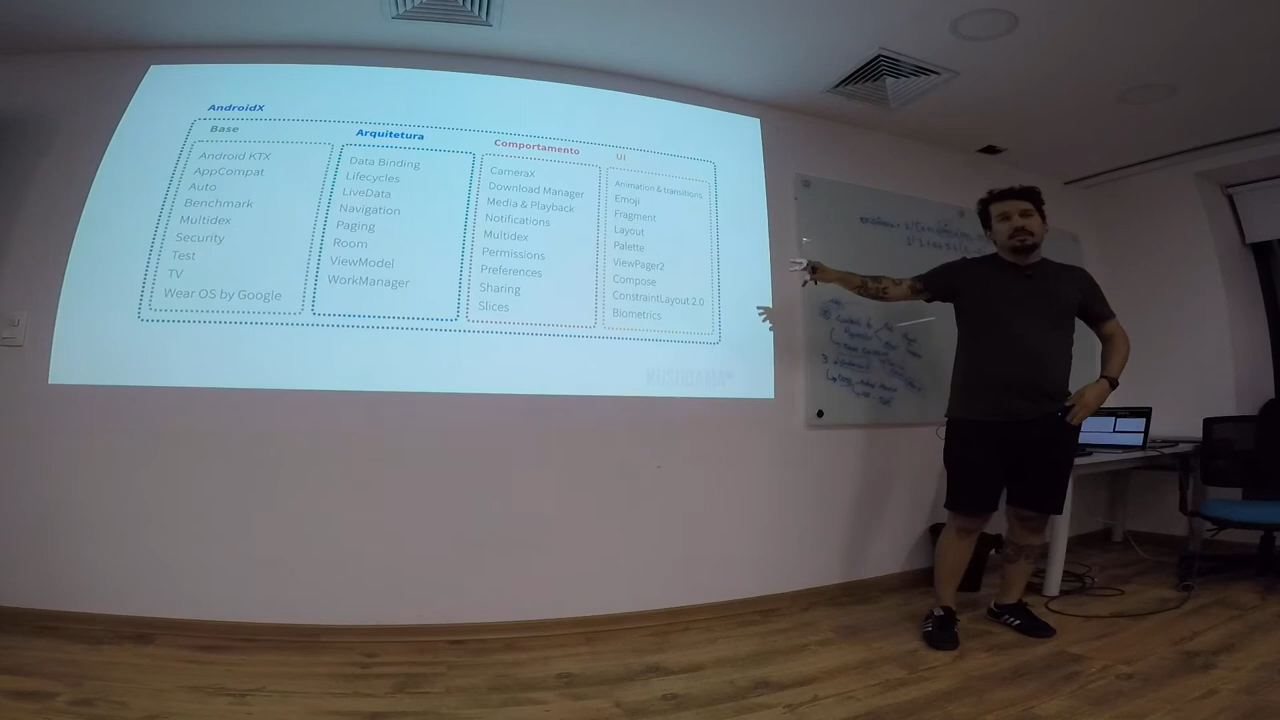 AndroidX
Base
Android KTX
AppCompat
Auto
Benchmark
Multidex
Security
Test
TV
Wear OS by Google
Arquitetura
Data Binding
Lifecycles
LiveData
Navigation
Paging
Room
ViewModel
WorkManager
Comportamento
CameraX
Download Manager
Media & Playback
Notifications
Multidex
Permissions
Preferences
Sharing
Slices
UI
Animation & transitions
Emoji
Fragment
Layout
Palette
ViewPager2
Compose
ConstraintLayout 2.0
Biometrics